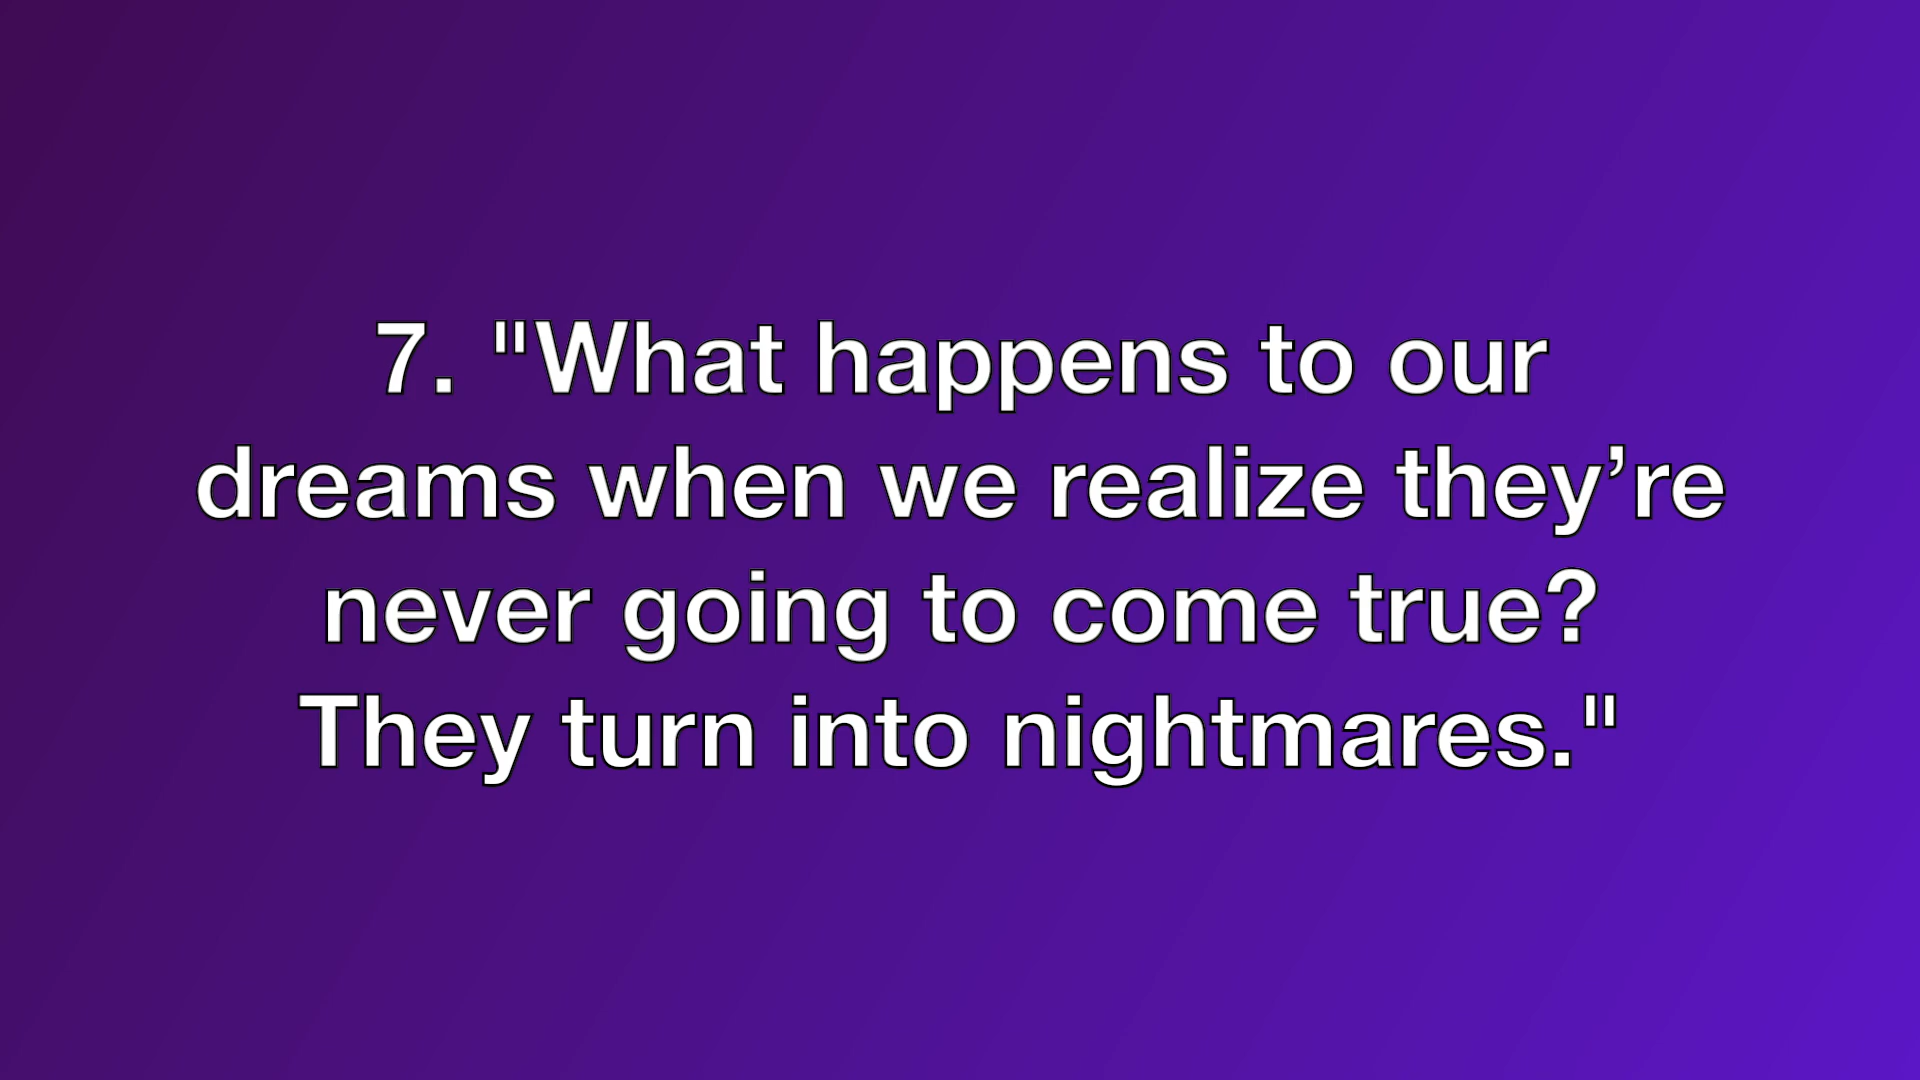 7. "What happens to our
dreams when we realize they’re
never going to come true?
They turn into nightmares."